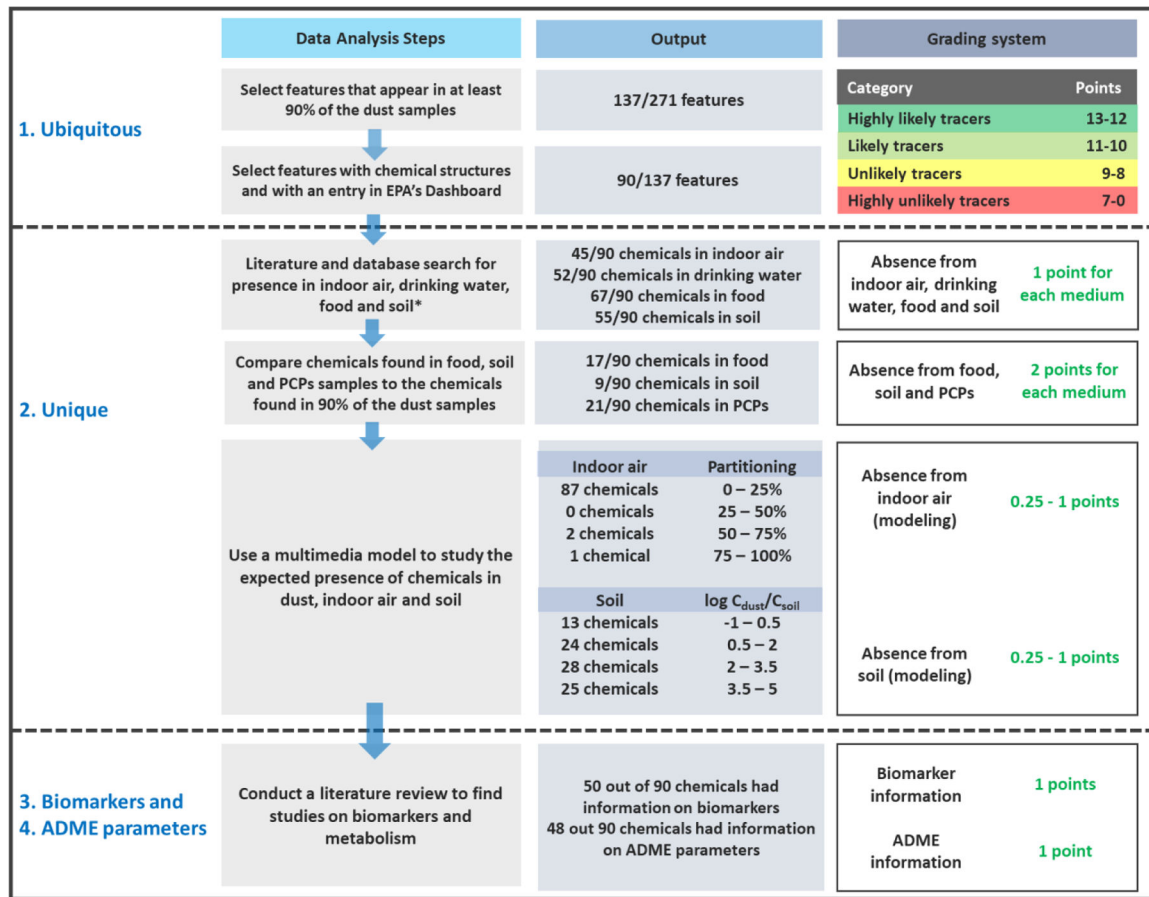 Data Analysis Steps
Output
Grading system
1. Ubiquitous
Select features that appear in at least
90% of the dust samples
137/271 features
Select features with chemical structures
and with an entry in EPA's Dashboard
90/137 features
Category Points
Highly likely tracers 13-12
Likely tracers 11-10
Unlikely tracers 9-8
Highly unlikely tracers 7-0
2. Unique
Literature and database search for
presence in indoor air, drinking water,
food and soil*
45/90 chemicals in indoor air
52/90 chemicals in drinking water
67/90 chemicals in food
55/90 chemicals in soil
Absence from
indoor air, drinking
water, food and soil
1 point for
each medium
Compare chemicals found in food, soil
and PCPs samples to the chemicals
found in 90% of the dust samples
17/90 chemicals in food
9/90 chemicals in soil
21/90 chemicals in PCPs
Absence from food,
soil and PCPs
2 points for
each medium
Use a multimedia model to study the
expected presence of chemicals in
dust, indoor air and soil
Indoor air Partitioning
87 chemicals 0 – 25%
0 chemicals 25 – 50%
2 chemicals 50 – 75%
1 chemical 75 – 100%
Soil log Cdust/Csoil
13 chemicals -1 – 0.5
24 chemicals 0.5 – 2
28 chemicals 2 – 3.5
25 chemicals 3.5 – 5
Absence from
indoor air
(modeling)
0.25 - 1 points
Absence from
soil (modeling)
0.25 - 1 points
3. Biomarkers and
4. ADME parameters
Conduct a literature review to find
studies on biomarkers and
metabolism
50 out of 90 chemicals had
information on biomarkers
48 out 90 chemicals had information
on ADME parameters
Biomarker
information
1 points
ADME
information
1 point